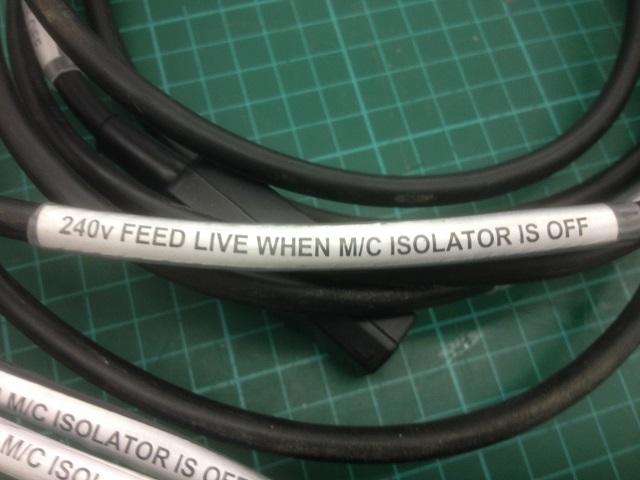 240v FEED LIVE WHEN M/C ISOLATOR IS OFF
M/C ISOLATOR IS OFF
M/C